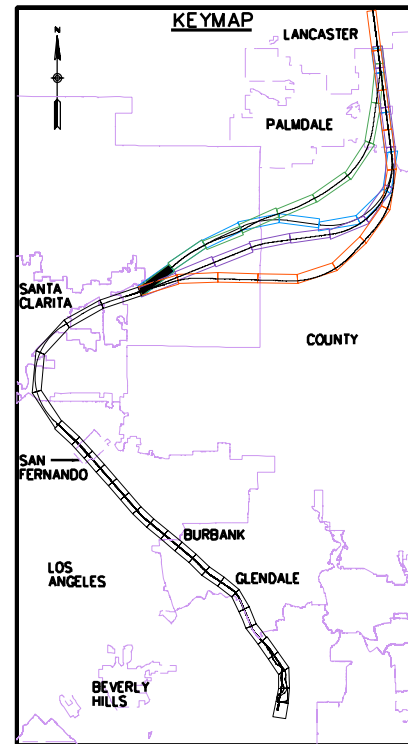 KEYMAP
N
LANCASTER
PALMDALE
SANTA
CLARITA
COUNTY
SAN
FERNANDO
BURBANK
LOS
ANGELES
GLENDALE
BEVERLY
HILLS